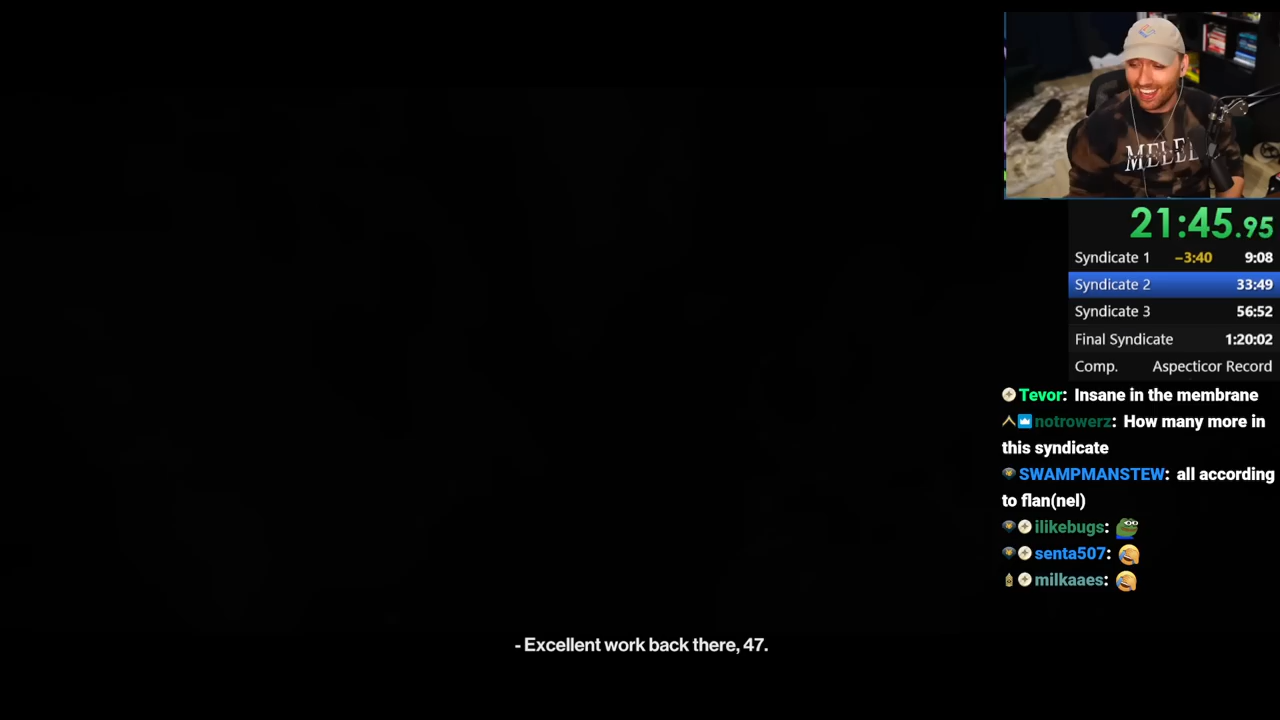 MELEE
21:45.95
Syndicate 1 −3:40 9:08
Syndicate 2 33:49
Syndicate 3 56:52
Final Syndicate 1:20:02
Comp. Aspecticor Record
Tevor: Insane in the membrane
notrowerz: How many more in
this syndicate
SWAMPMANSTEW: all according
to flan(nel)
ilikebugs:
senta507:
milkaaes:
- Excellent work back there, 47.